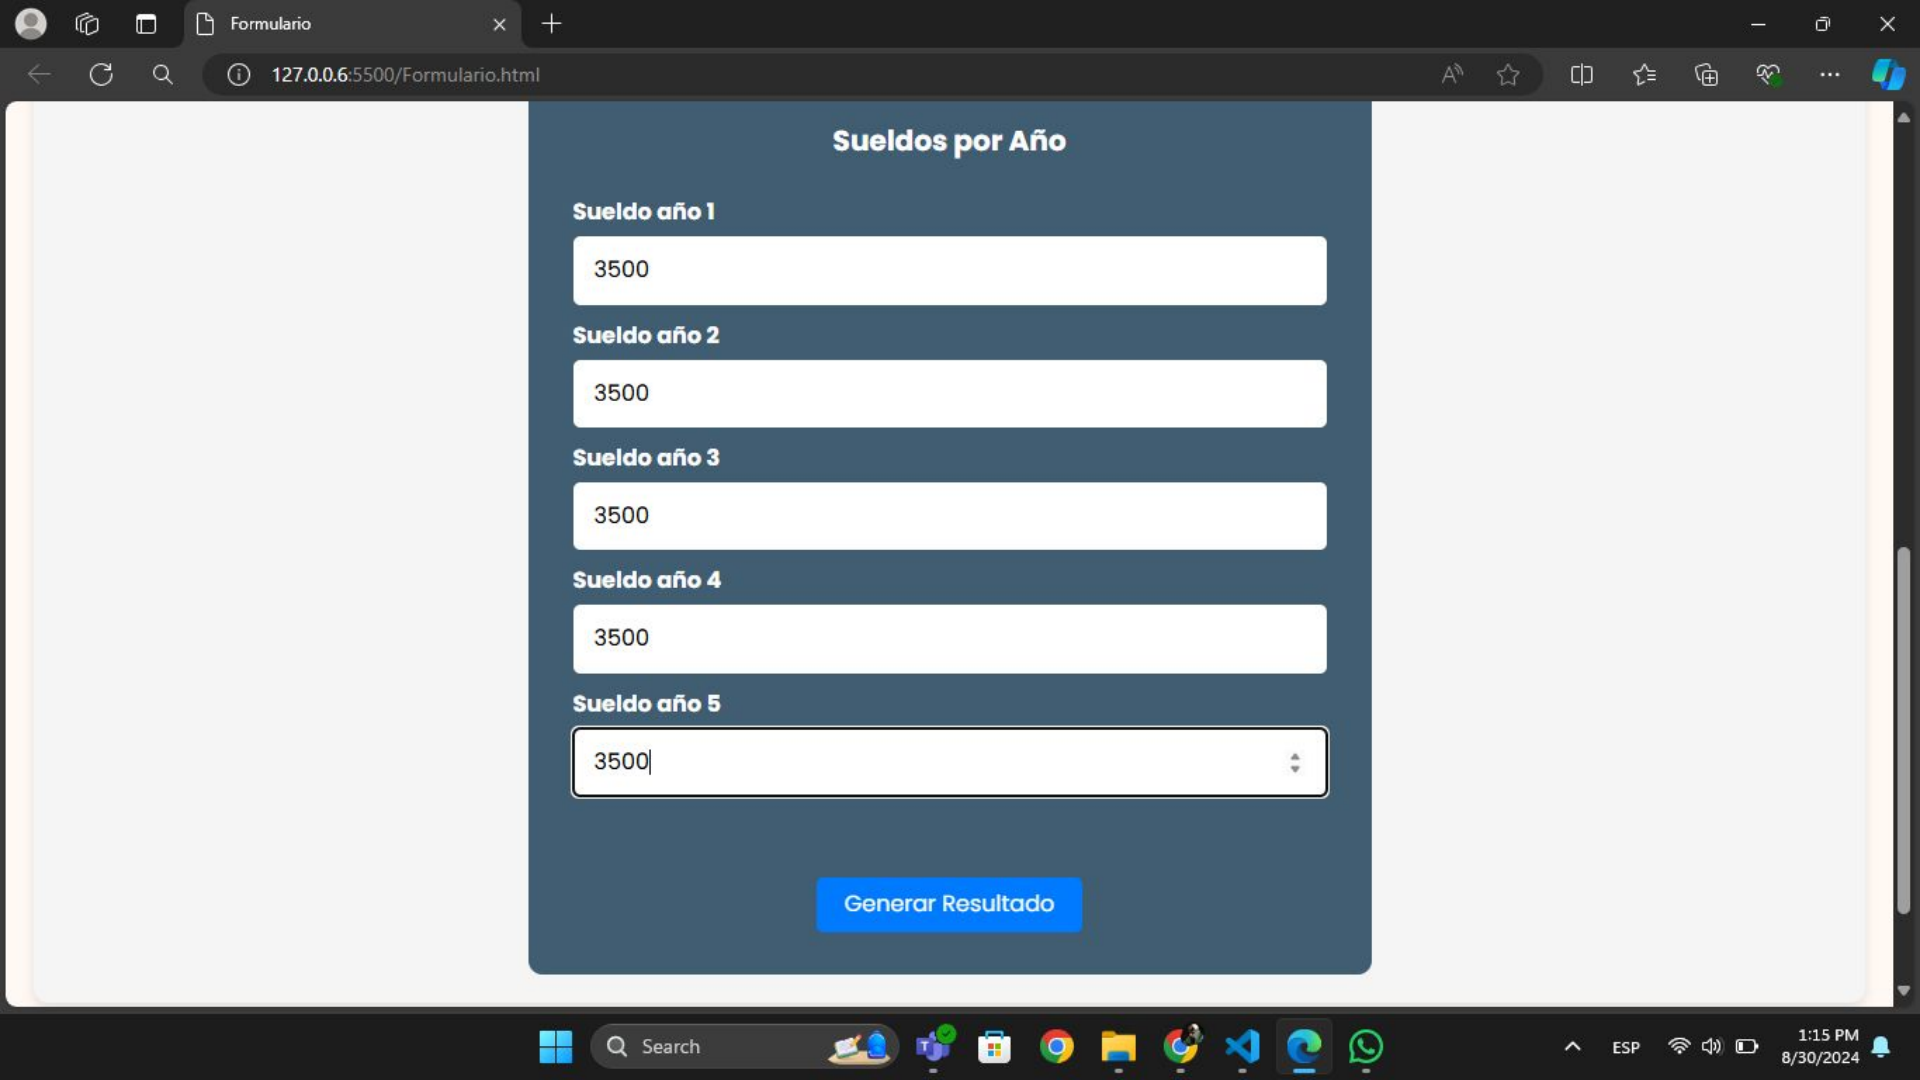 Formulario
127.0.0.6:5500/Formulario.html
Sueldos por Año
Sueldo año 1
3500
Sueldo año 2
3500
Sueldo año 3
3500
Sueldo año 4
3500
Sueldo año 5
3500
Generar Resultado
Search
ESP
1:15 PM
8/30/2024